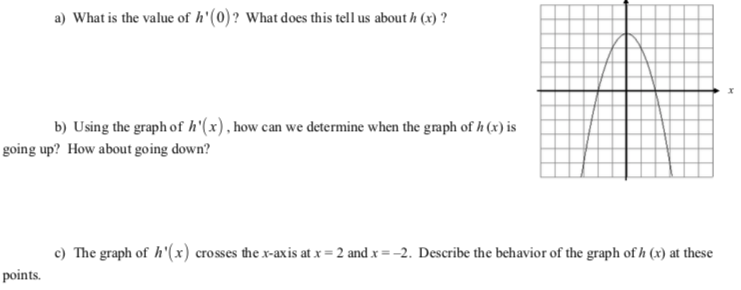 a) What is the value of h'(0)? What does this tell us about h (x) ?
x
b) Using the graph of h'(x), how can we determine when the graph of h (x) is
going up? How about going down?
c) The graph of h'(x) crosses the x-axis at x = 2 and x = –2. Describe the behavior of the graph of h (x) at these
points.